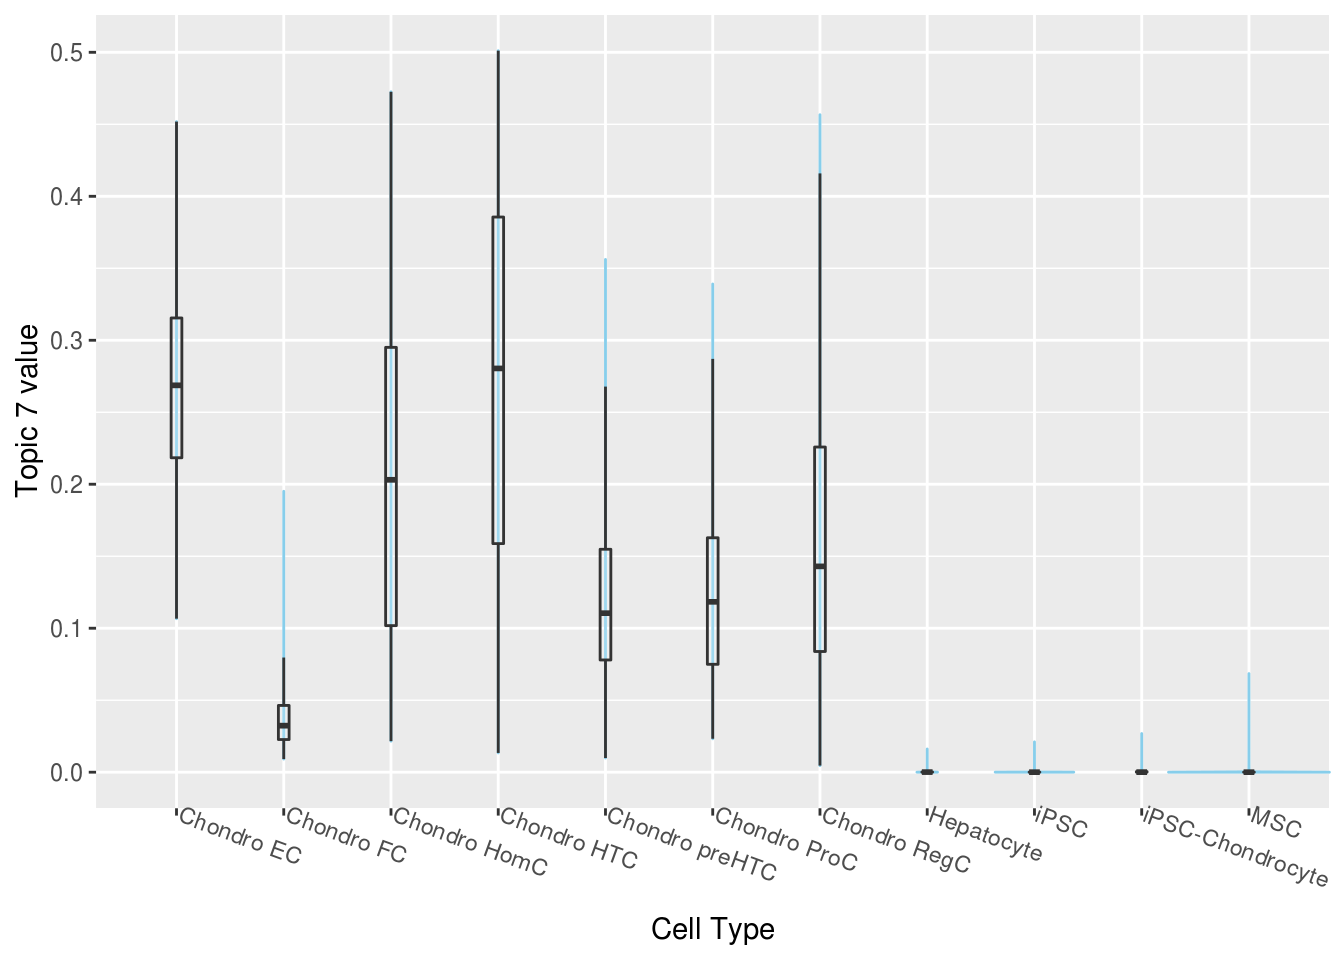 0.5
0.4
0.3
0.2
0.1
0.0
Topic 7 value
Chondro EC
Chondro FC
Chondro HomC
Chondro HTC
Chondro preHTC
Chondro ProC
Chondro RegC
Hepatocyte
iPSC
iPSC-Chondrocyte
MSC
Cell Type